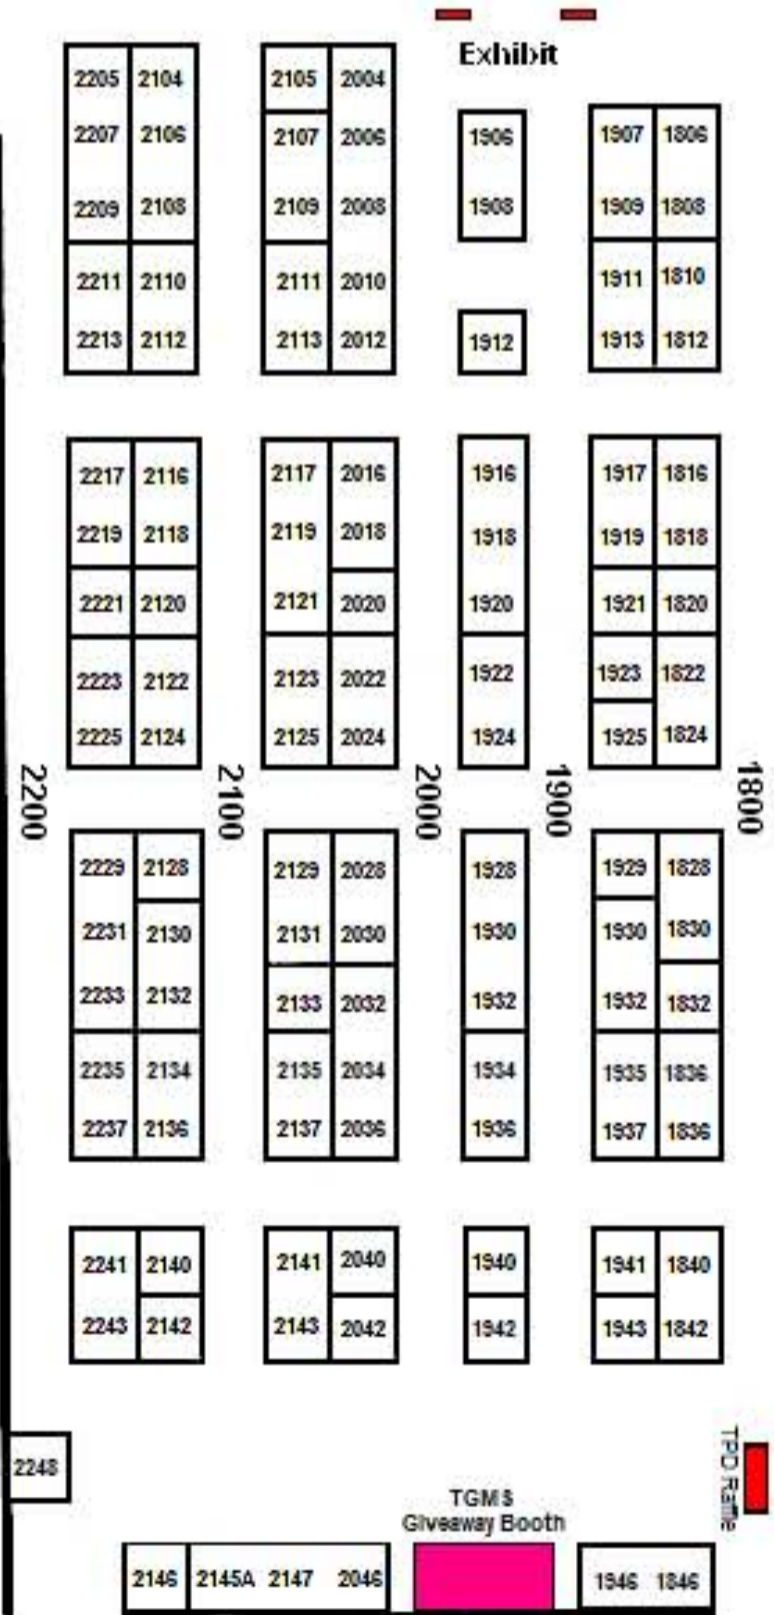 Exhibit
2205 2104 2105 2004
2207 2106 2107 2006 1906 1907 1806
2209 2108 2109 2008 1908 1909 1808
2211 2110 2111 2010 1911 1810
2213 2112 2113 2012 1912 1913 1812
2217 2116 2117 2016 1916 1917 1816
2219 2118 2119 2018 1918 1919 1818
2221 2120 2121 2020 1920 1921 1820
2223 2122 2123 2022 1922 1923 1822
2225 2124 2125 2024 1924 1925 1824
2200 2100 2000 1900 1800
2229 2128 2129 2028 1928 1929 1828
2231 2130 2131 2030 1930 1930 1830
2233 2132 2133 2032 1932 1932 1832
2235 2134 2135 2034 1934 1935 1836
2237 2136 2137 2036 1936 1937 1836
2241 2140 2141 2040 1940 1941 1840
2243 2142 2143 2042 1942 1943 1842
2248
TPD Raffle
TGMS
Giveaway Booth
2146 2145A 2147 2046 1946 1846